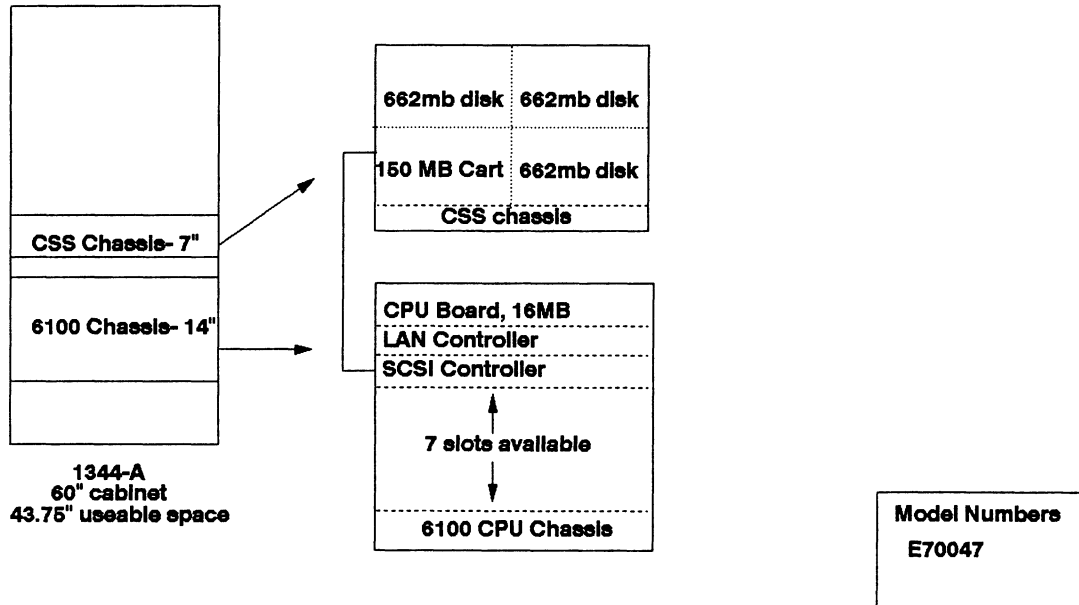 CSS Chassis- 7"
6100 Chassis- 14"
1344-A
60" cabinet
43.75" useable space
662mb disk 662mb disk
150 MB Cart 662mb disk
CSS chassis
CPU Board, 16MB
LAN Controller
SCSI Controller
7 slots available
6100 CPU Chassis
Model Numbers
E70047